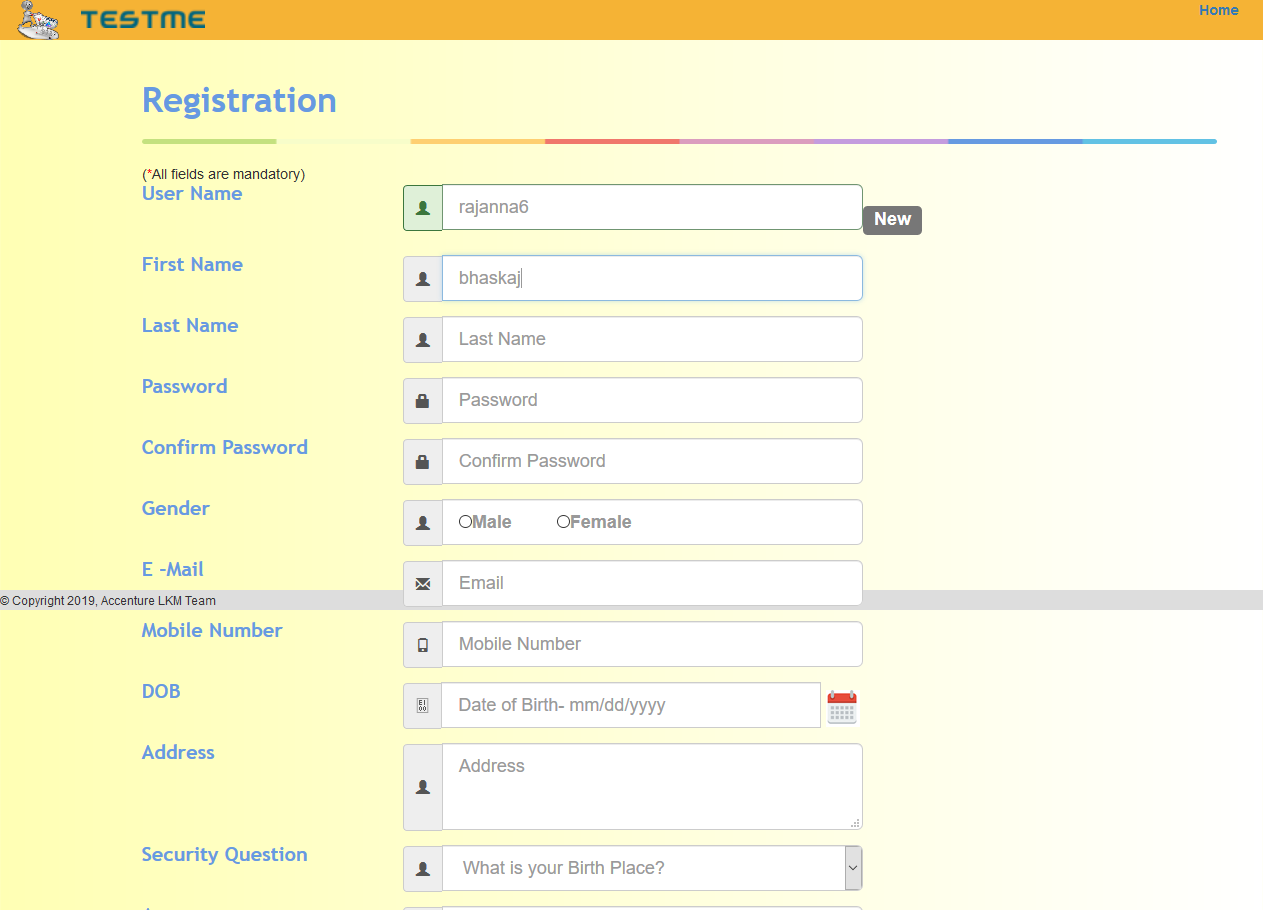 TESTME
Home
Registration
(*All fields are mandatory)
User Name
rajanna6
New
First Name
bhaskaj
Last Name
Last Name
Password
Password
Confirm Password
Confirm Password
Gender
Male Female
E -Mail
Email
© Copyright 2019, Accenture LKM Team
Mobile Number
Mobile Number
DOB
Date of Birth- mm/dd/yyyy
Address
Address
Security Question
What is your Birth Place?